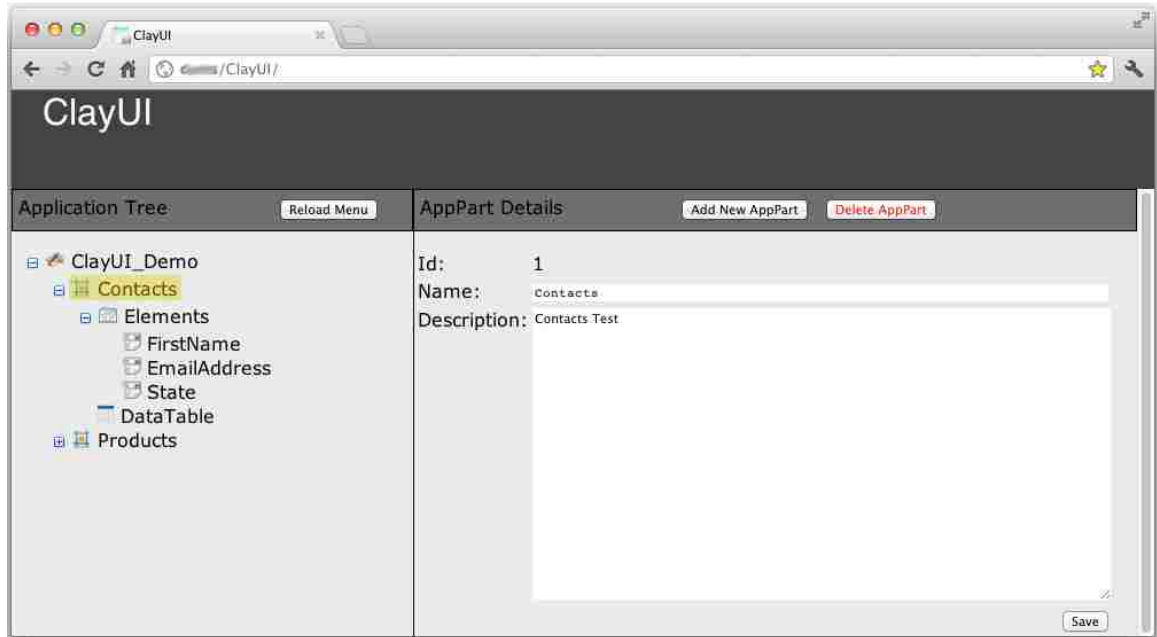 ClayUI
/ClayUI/
ClayUI
Application Tree
Reload Menu
AppPart Details
Add New AppPart
Delete AppPart
ClayUI_Demo
Contacts
Elements
FirstName
EmailAddress
State
DataTable
Products
Id: 1
Name: Contacts
Description: Contacts Test
Save